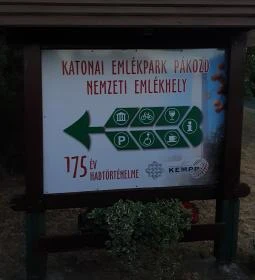 KATONAI EMLÉKPARK PÁKOZD
NEMZETI EMLÉKHELY
P
i
175 ÉV
HADTÖRTÉNELME
KEMPP